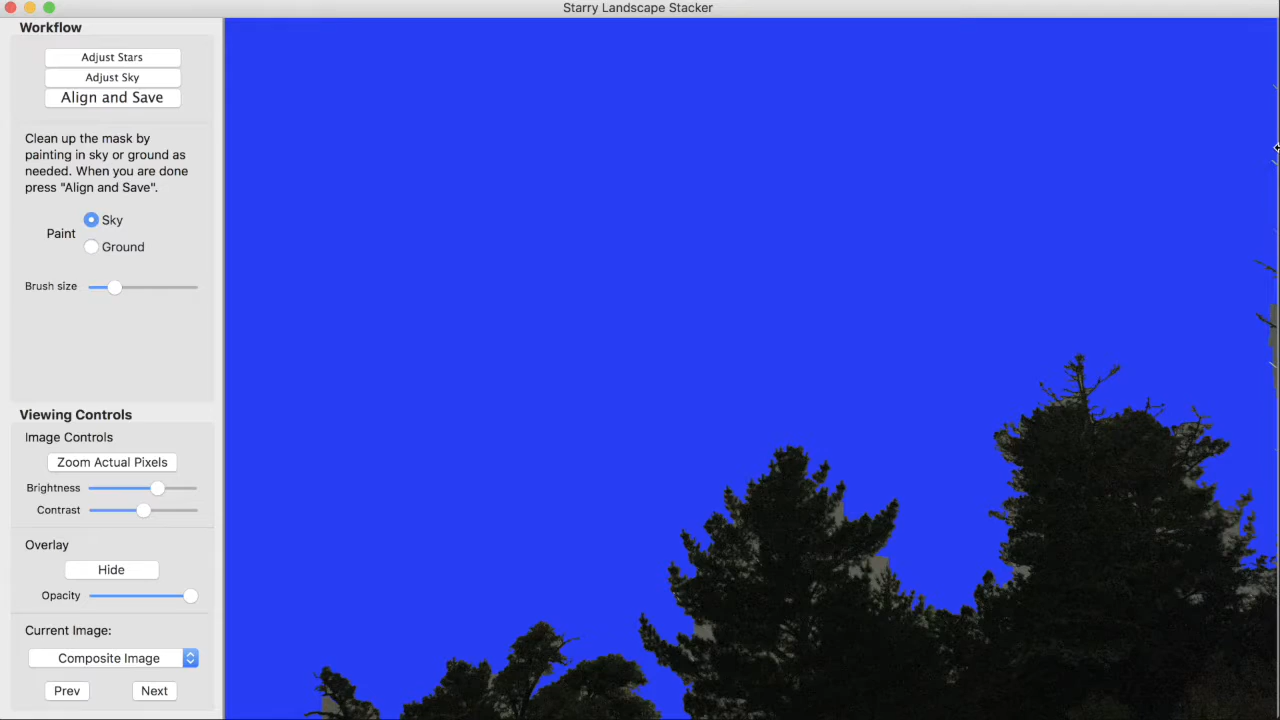 Starry Landscape Stacker
Workflow
Adjust Stars
Adjust Sky
Align and Save
Clean up the mask by
painting in sky or ground as
needed. When you are done
press "Align and Save".
Paint
Sky
Ground
Brush size
Viewing Controls
Image Controls
Zoom Actual Pixels
Brightness
Contrast
Overlay
Hide
Opacity
Current Image:
Composite Image
Prev
Next